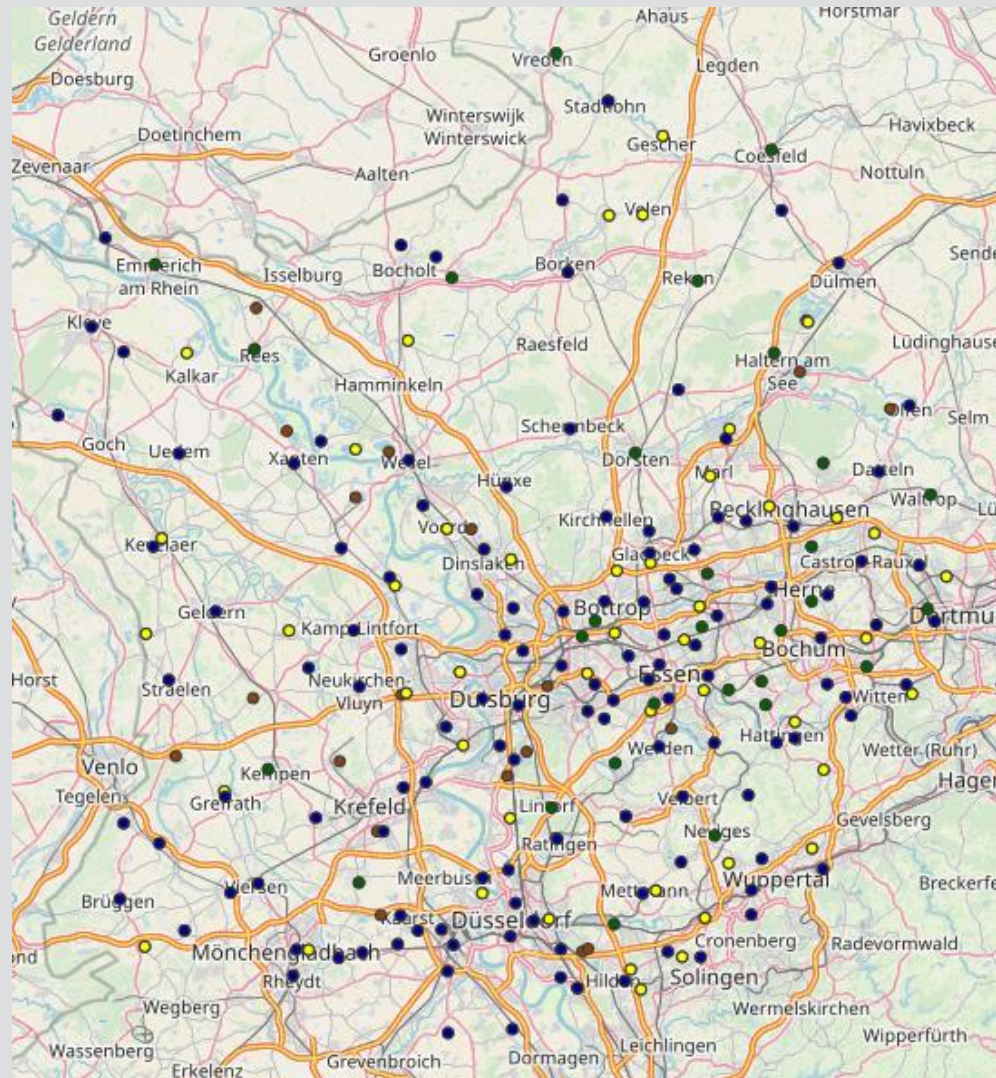 Geldern
Gelderland
Ahaus
Horstmar
Groenlo
Vreden
Legden
Doesburg
Stadtlohn
Winterswijk
Winterswick
Havixbeck
Doetinchem
Gescher
Coesfeld
Zevenaar
Aalten
Nottuln
Velen
Emmerich
am Rhein
Isselburg
Bocholt
Borken
Reken
Dülmen
Kleve
Rees
Raesfeld
Kalkar
Hamminkeln
Haltern am
See
Goch
Uedem
Xanten
Wesel
Schermbeck
Dorsten
Olfen
Selm
Hünxe
Marl
Datteln
Waltrop
Voerde
Kirchhellen
Recklinghausen
Kevelaer
Dinslaken
Gladbeck
Castrop-Rauxel
Geldern
Kamp-Lintfort
Bottrop
Herne
Horst
Straelen
Neukirchen-
Vluyn
Duisburg
Essen
Bochum
Witten
Venlo
Tegelen
Kempen
Werden
Hattingen
Wetter (Ruhr)
Grefrath
Krefeld
Lintorf
Velbert
Ratingen
Neviges
Gevelsberg
Brüggen
Viersen
Meerbusch
Mettmann
Wuppertal
Kaarst
Düsseldorf
Mönchengladbach
Cronenberg
Radevormwald
Rheydt
Hilden
Solingen
Wegberg
Wermelskirchen
Wassenberg
Erkelenz
Grevenbroich
Dormagen
Leichlingen
Wipperfürth